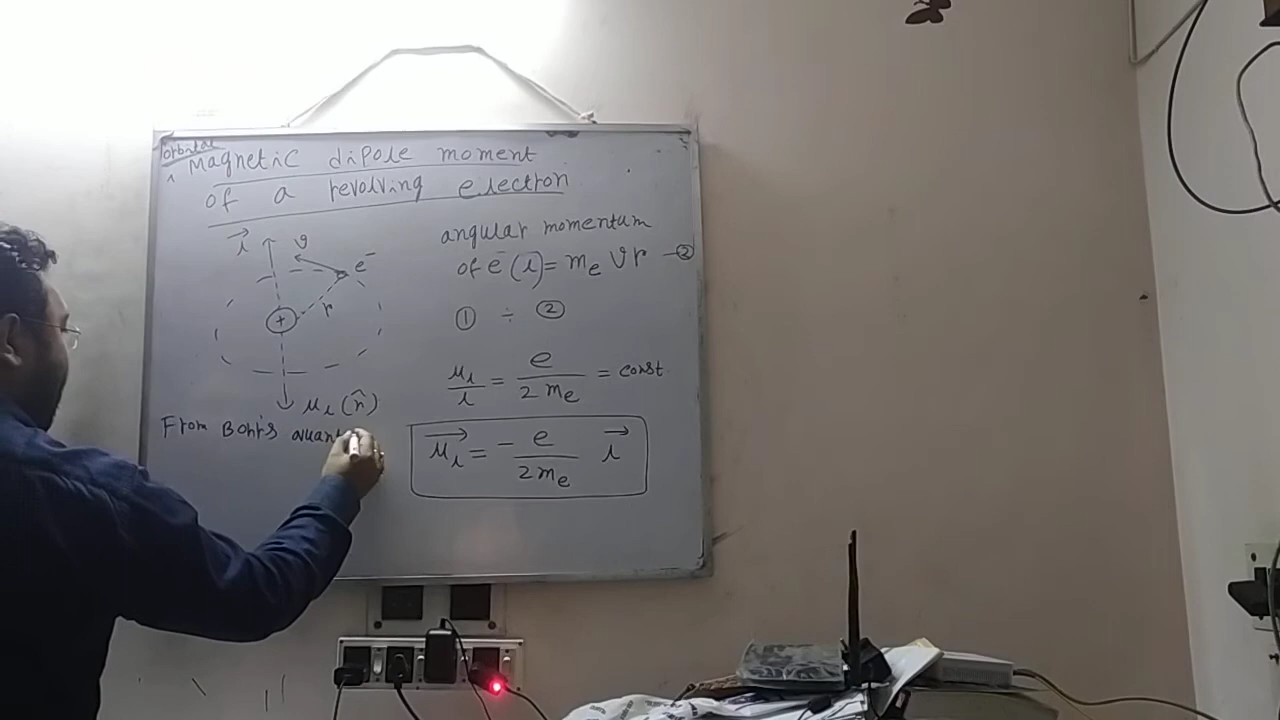 orbital
^ Magnetic dipole moment
of a revolving electron
l⃗
v
e⁻
r
+
μₗ (n̂)
From Bohr's quant
angular momentum
of e⁻ (l) = mₑ v r —②
① ÷ ②
μₗ/l = e/2mₑ = const
μₗ⃗ = - e/2mₑ l⃗